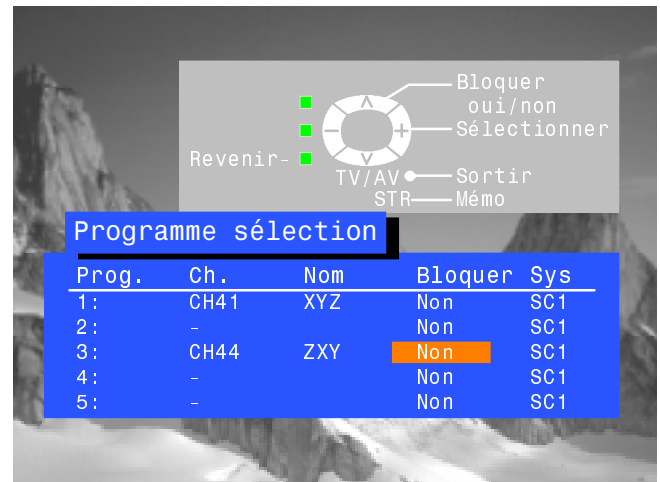 Bloquer
oui/non
Sélectionner
Revenir-
TV/AV Sortir
STR Mémo
Programme sélection
Prog. Ch. Nom Bloquer Sys
1: CH41 XYZ Non SC1
2: - Non SC1
3: CH44 ZXY Non SC1
4: - Non SC1
5: - Non SC1